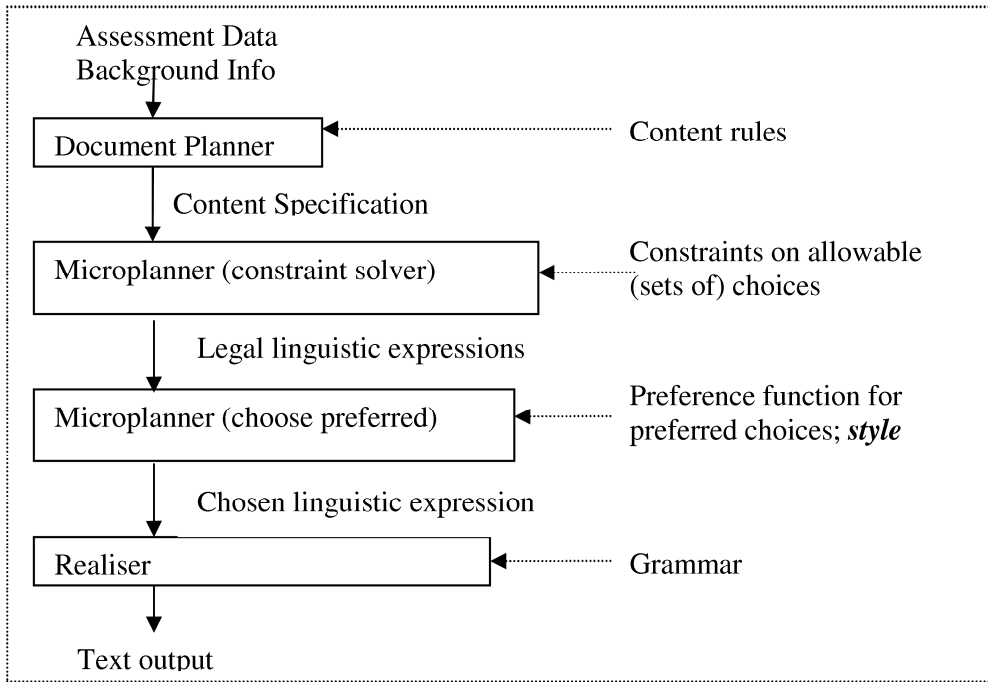 Assessment Data
Background Info
Document Planner
Content rules
Content Specification
Microplanner (constraint solver)
Constraints on allowable
(sets of) choices
Legal linguistic expressions
Microplanner (choose preferred)
Preference function for
preferred choices; style
Chosen linguistic expression
Realiser
Grammar
Text output